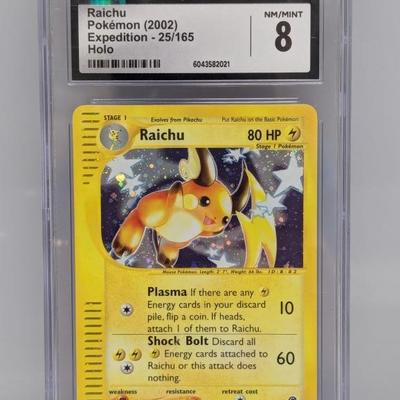 Raichu
Pokémon (2002)
Expedition - 25/165
Holo
NM/MINT
8
6043582021
STAGE 1
Evolves from Pikachu
Put Raichu on the Basic Pokémon
Raichu
80 HP
Stage 1 Pokémon
Mouse Pokémon. Length: 2' 7", Weight: 66 lbs. ID: B-02
Plasma If there are any
Energy cards in your discard
pile, flip a coin. If heads,
attach 1 of them to Raichu.
10
Shock Bolt Discard all
Energy cards attached to
Raichu or this attack does
nothing.
60
weakness
resistance
retreat cost